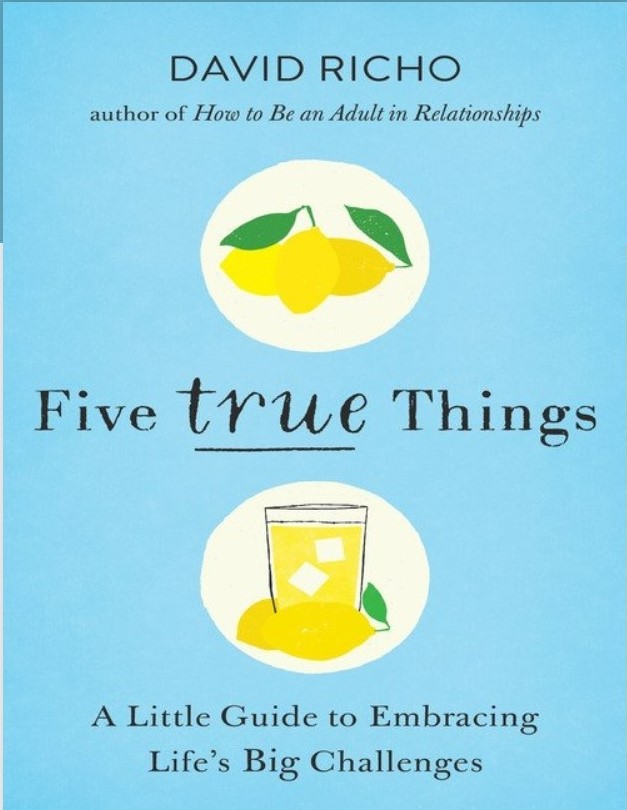 DAVID RICHO
author of How to Be an Adult in Relationships
Five true Things
A Little Guide to Embracing
Life's Big Challenges